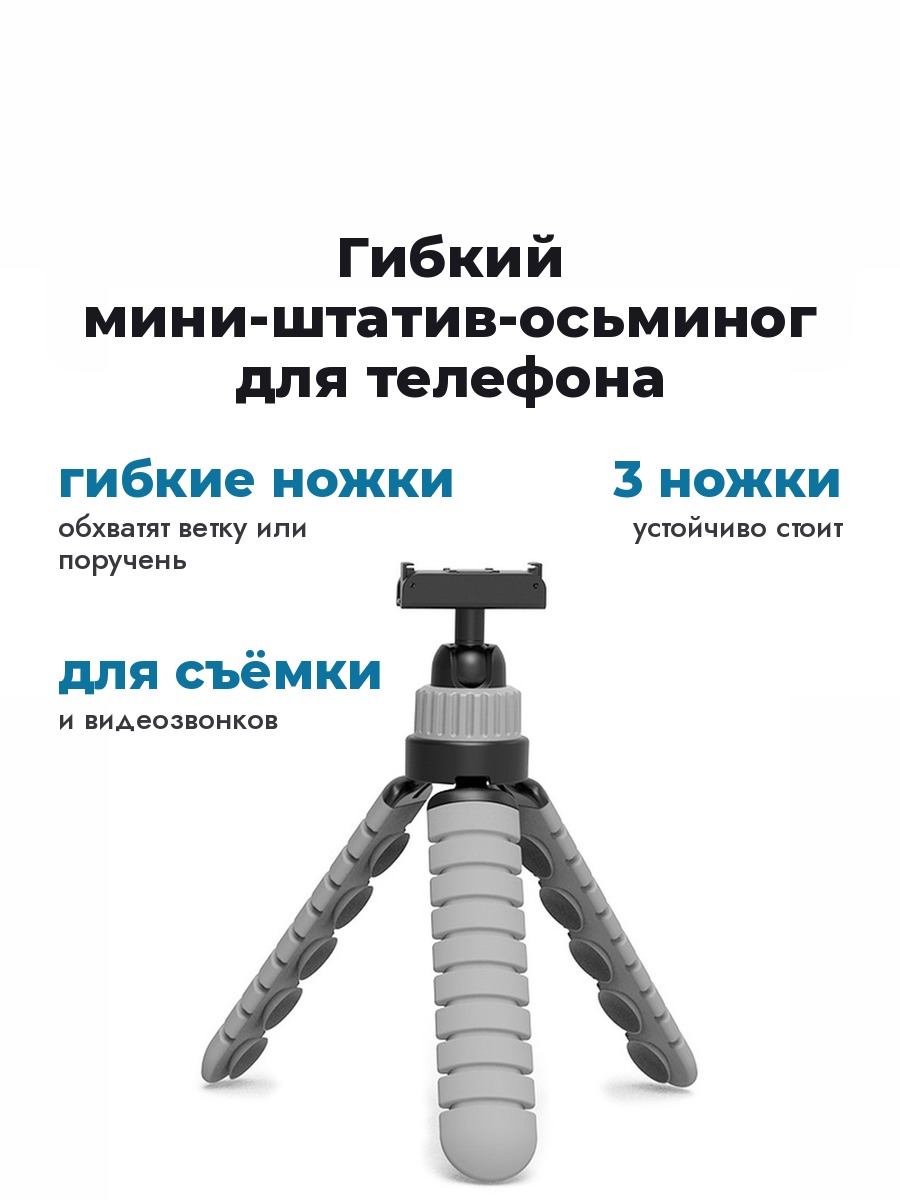 Гибкий
мини-штатив-осьминог
для телефона
гибкие ножки
обхватят ветку или
поручень
3 ножки
устойчиво стоит
для съёмки
и видеозвонков